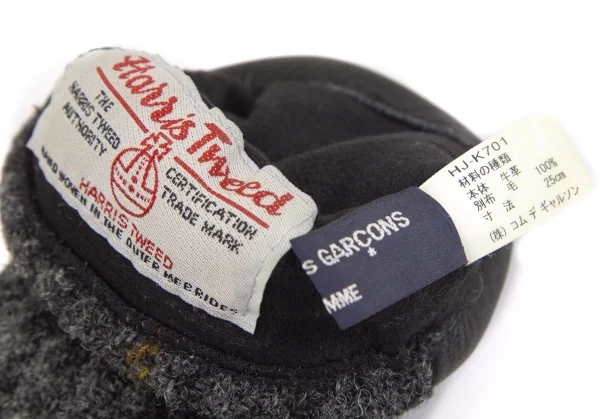 Harris Tweed
THE
HARRIS TWEED
AUTHORITY
CERTIFICATION
TRADE MARK
HARRIS TWEED
HAND WOVEN IN THE OUTER HEBRIDES
S GARÇONS
*
MME
HJ-K701
材料の種類
本体 牛革 100%
別布 毛
寸法 25cm
(株) コム デ ギャルソン